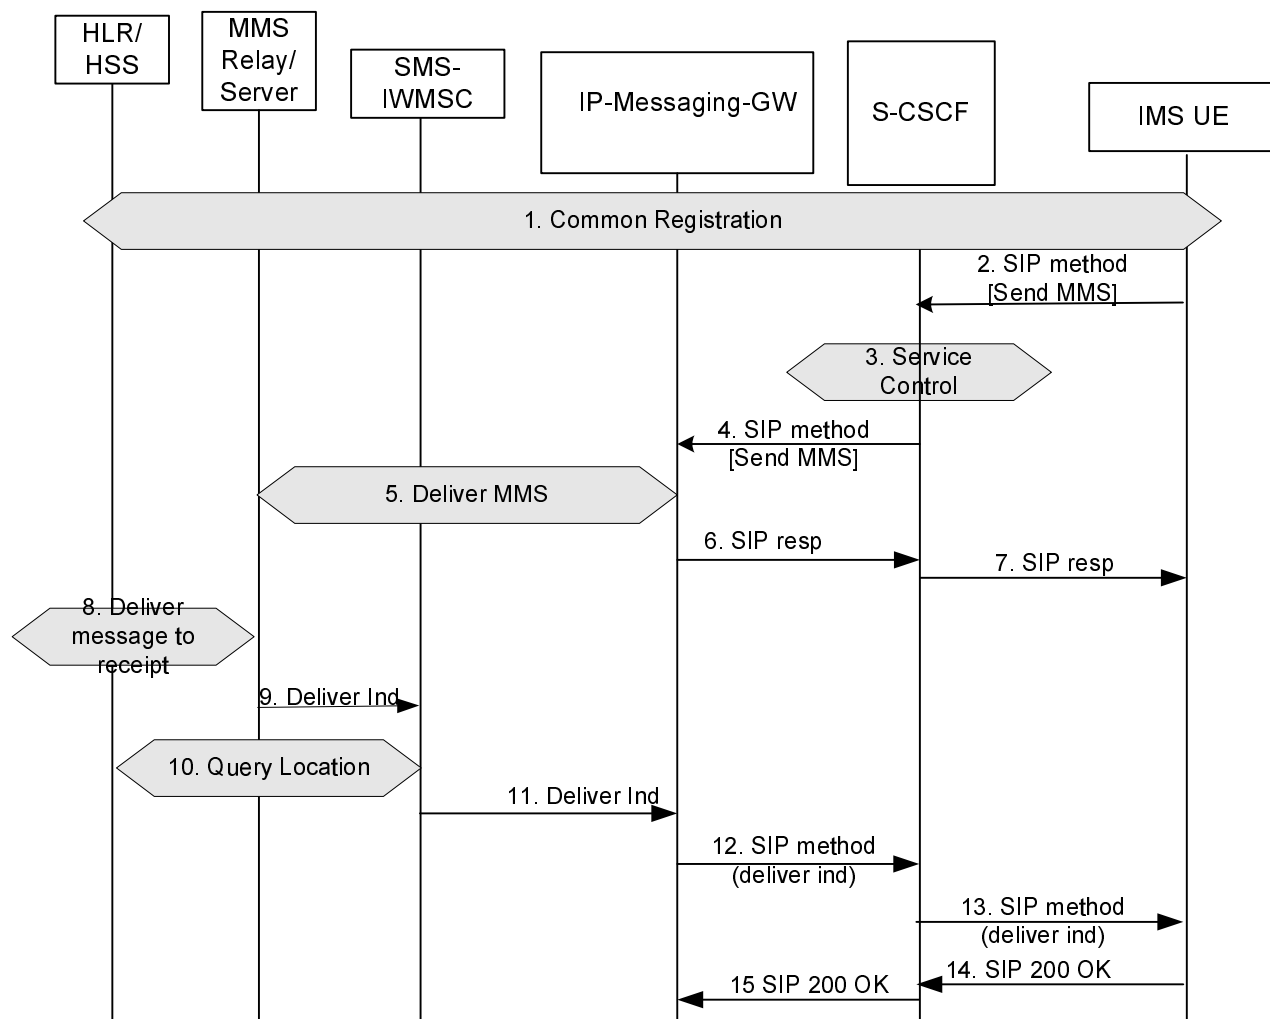 HLR/
HSS
MMS
Relay/
Server
SMS-
IWMSC
IP-Messaging-GW
S-CSCF
IMS UE
1. Common Registration
2. SIP method
[Send MMS]
3. Service
Control
4. SIP method
[Send MMS]
5. Deliver MMS
6. SIP resp
7. SIP resp
8. Deliver
message to
receipt
9. Deliver Ind
10. Query Location
11. Deliver Ind
12. SIP method
(deliver ind)
13. SIP method
(deliver ind)
14. SIP 200 OK
15 SIP 200 OK